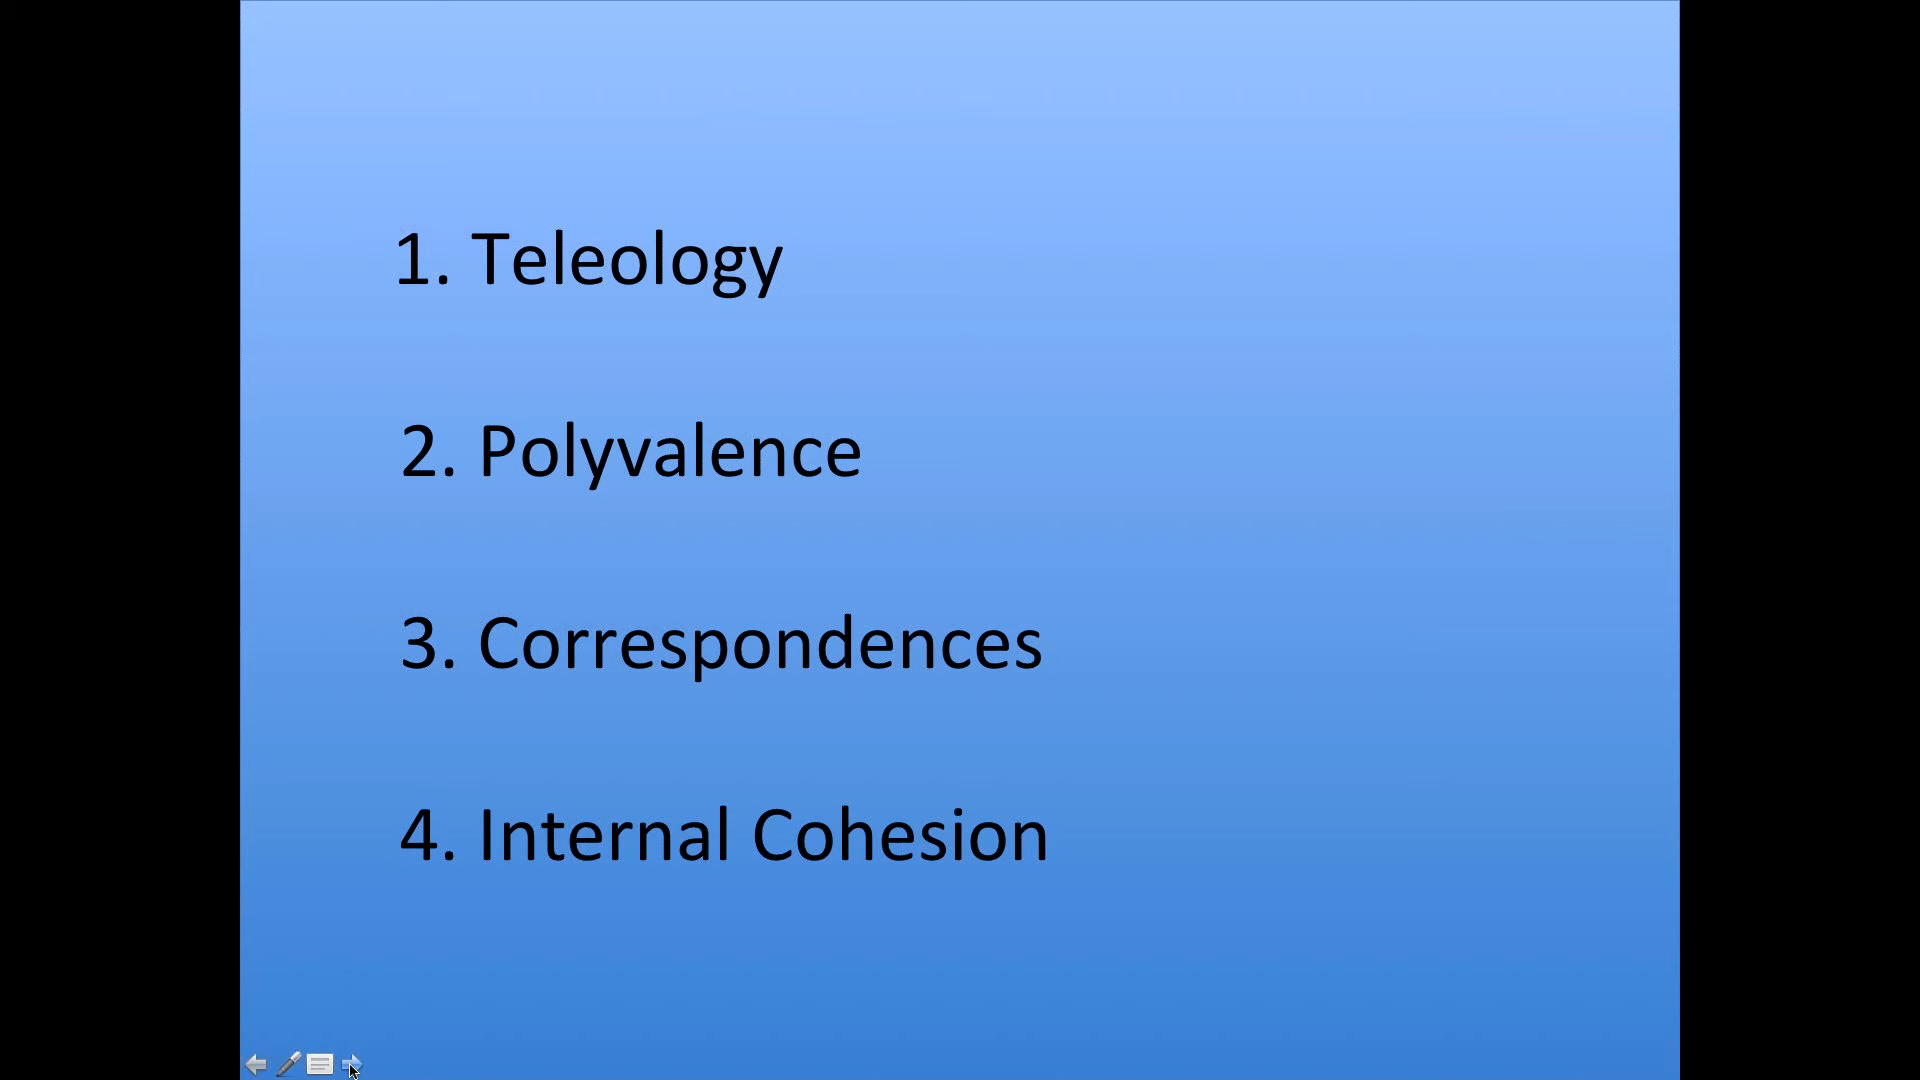 1. Teleology
2. Polyvalence
3. Correspondences
4. Internal Cohesion